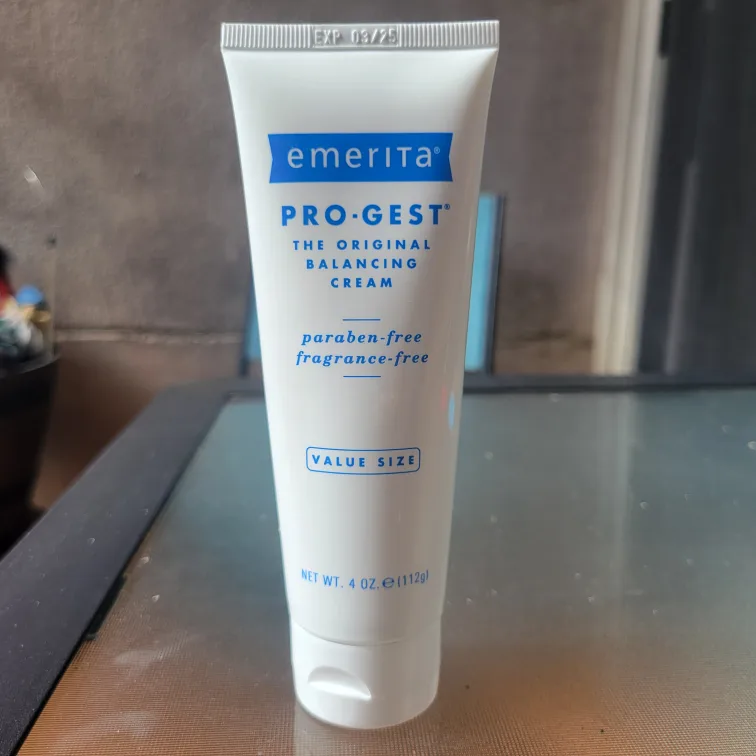 EXP 03/25
emerita®
PRO·GEST®
THE ORIGINAL
BALANCING
CREAM
paraben-free
fragrance-free
VALUE SIZE
NET WT. 4 OZ. ℮ (112g)